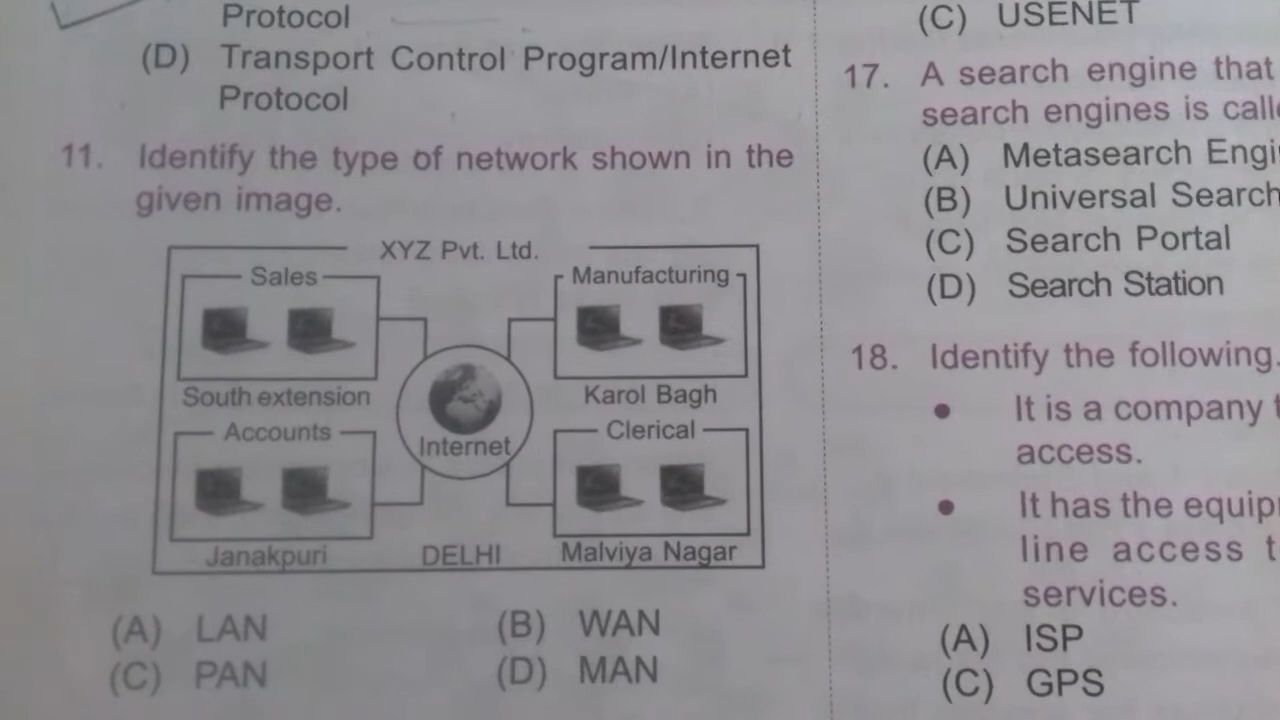 Protocol
(D) Transport Control Program/Internet
Protocol
11. Identify the type of network shown in the
given image.
XYZ Pvt. Ltd.
Sales
Manufacturing
South extension
Karol Bagh
Internet
Accounts
Clerical
Janakpuri
DELHI
Malviya Nagar
(A) LAN
(B) WAN
(C) PAN
(D) MAN
(C) USENET
17. A search engine that
search engines is
(A) Metasearch
(B) Universal Search
(C) Search Portal
(D) Search Station
18. Identify the following.
• It is a company
access.
• It has the
line access
services.
(A) ISP
(C) GPS